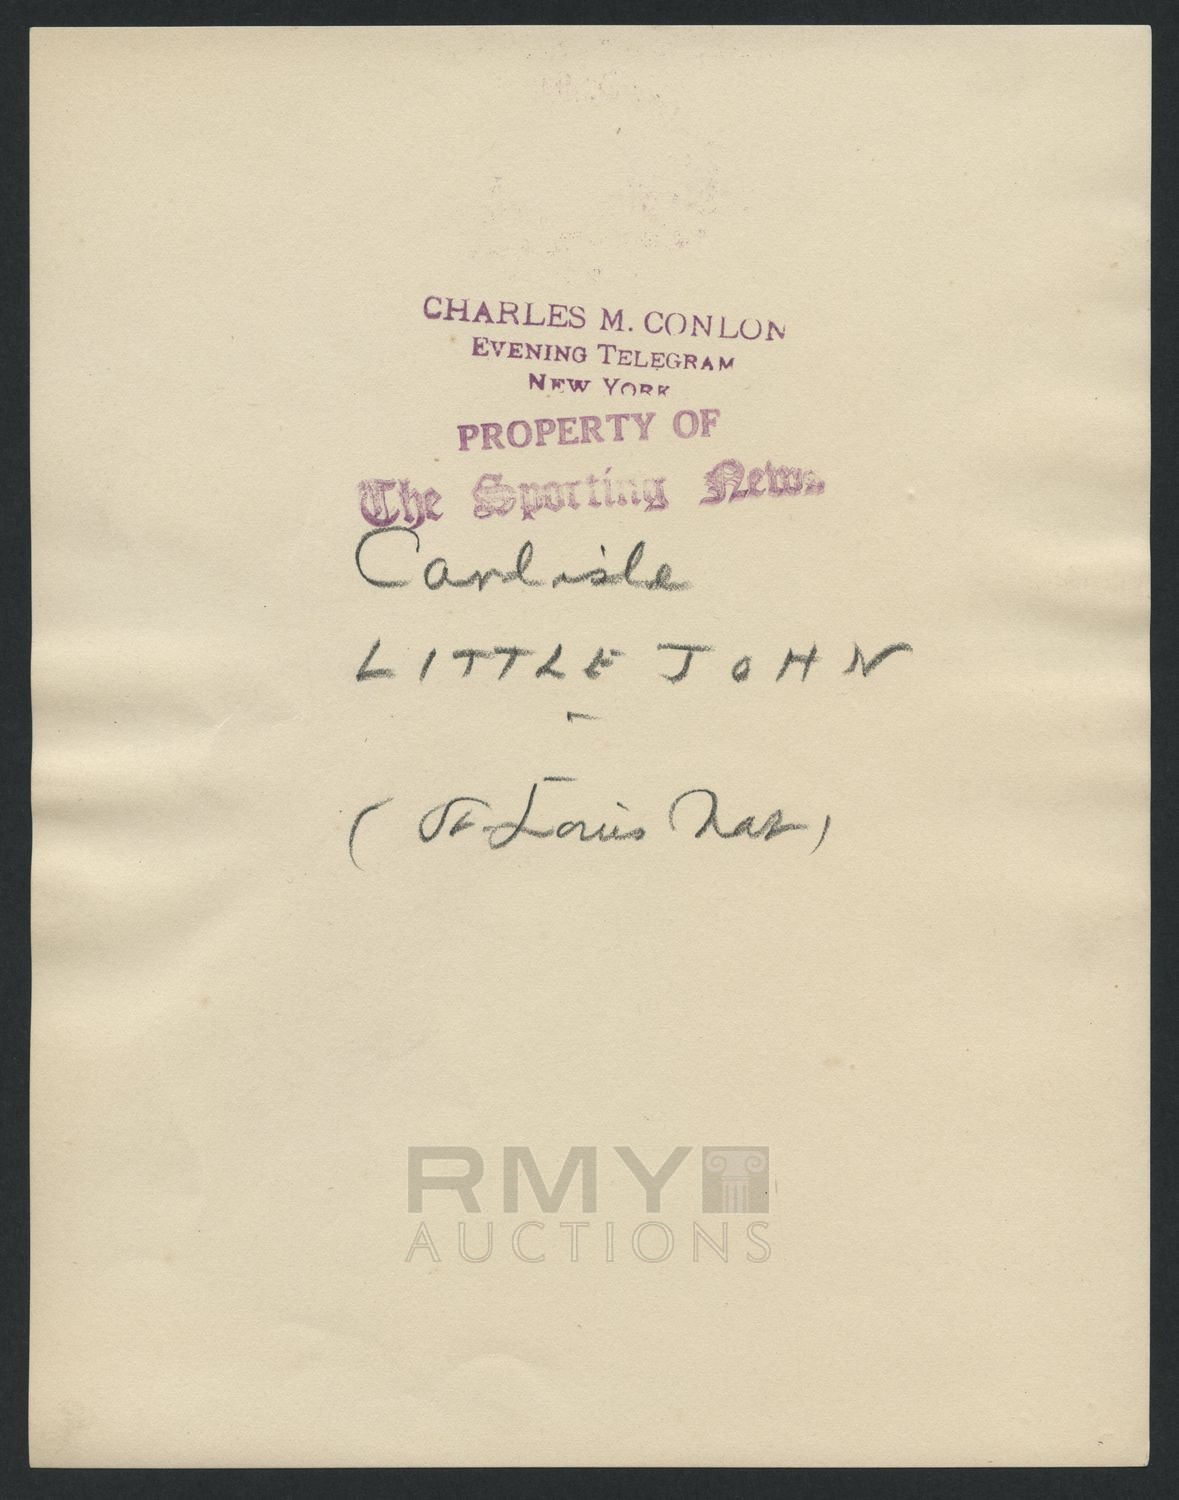 CHARLES M. CONLON
EVENING TELEGRAM
NEW YORK
PROPERTY OF
The Sporting News.
Carlisle
LITTLE JOHN
(St. Louis Nat)
RMY
AUCTIONS